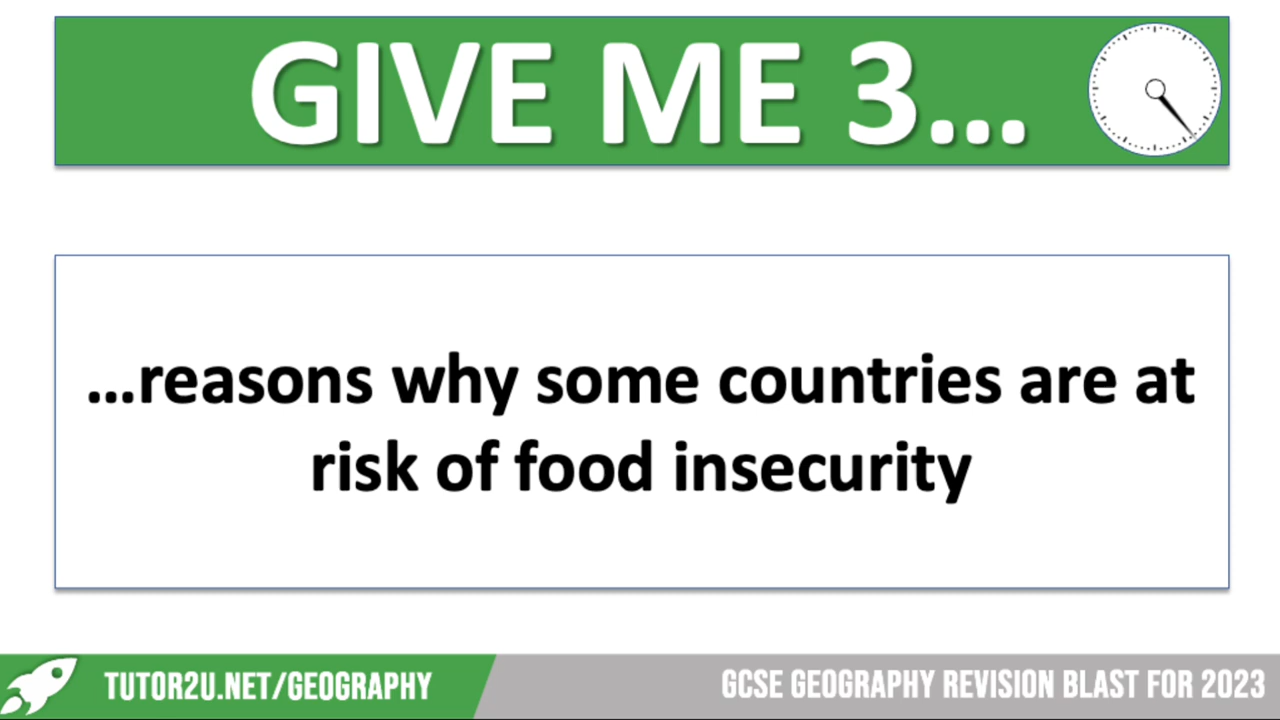 GIVE ME 3...
...reasons why some countries are at
risk of food insecurity
TUTOR2U.NET/GEOGRAPHY
GCSE GEOGRAPHY REVISION BLAST FOR 2023